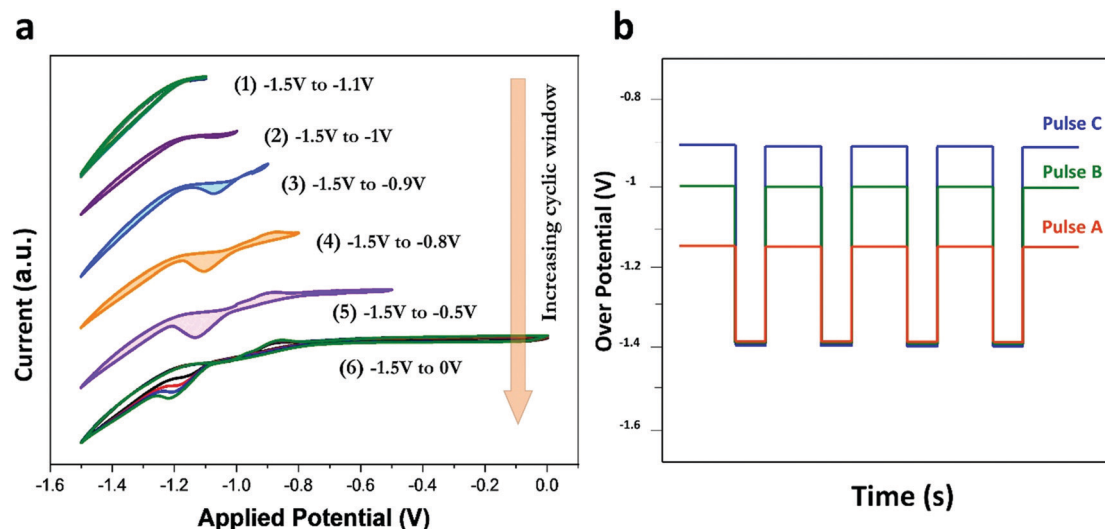 a
Current (a.u.)
(1) -1.5V to -1.1V
(2) -1.5V to -1V
(3) -1.5V to -0.9V
(4) -1.5V to -0.8V
(5) -1.5V to -0.5V
(6) -1.5V to 0V
Increasing cyclic window
-1.6 -1.4 -1.2 -1.0 -0.8 -0.6 -0.4 -0.2 0.0
Applied Potential (V)
b
Over Potential (V)
-0.8
-1
-1.2
-1.4
-1.6
Pulse C
Pulse B
Pulse A
Time (s)